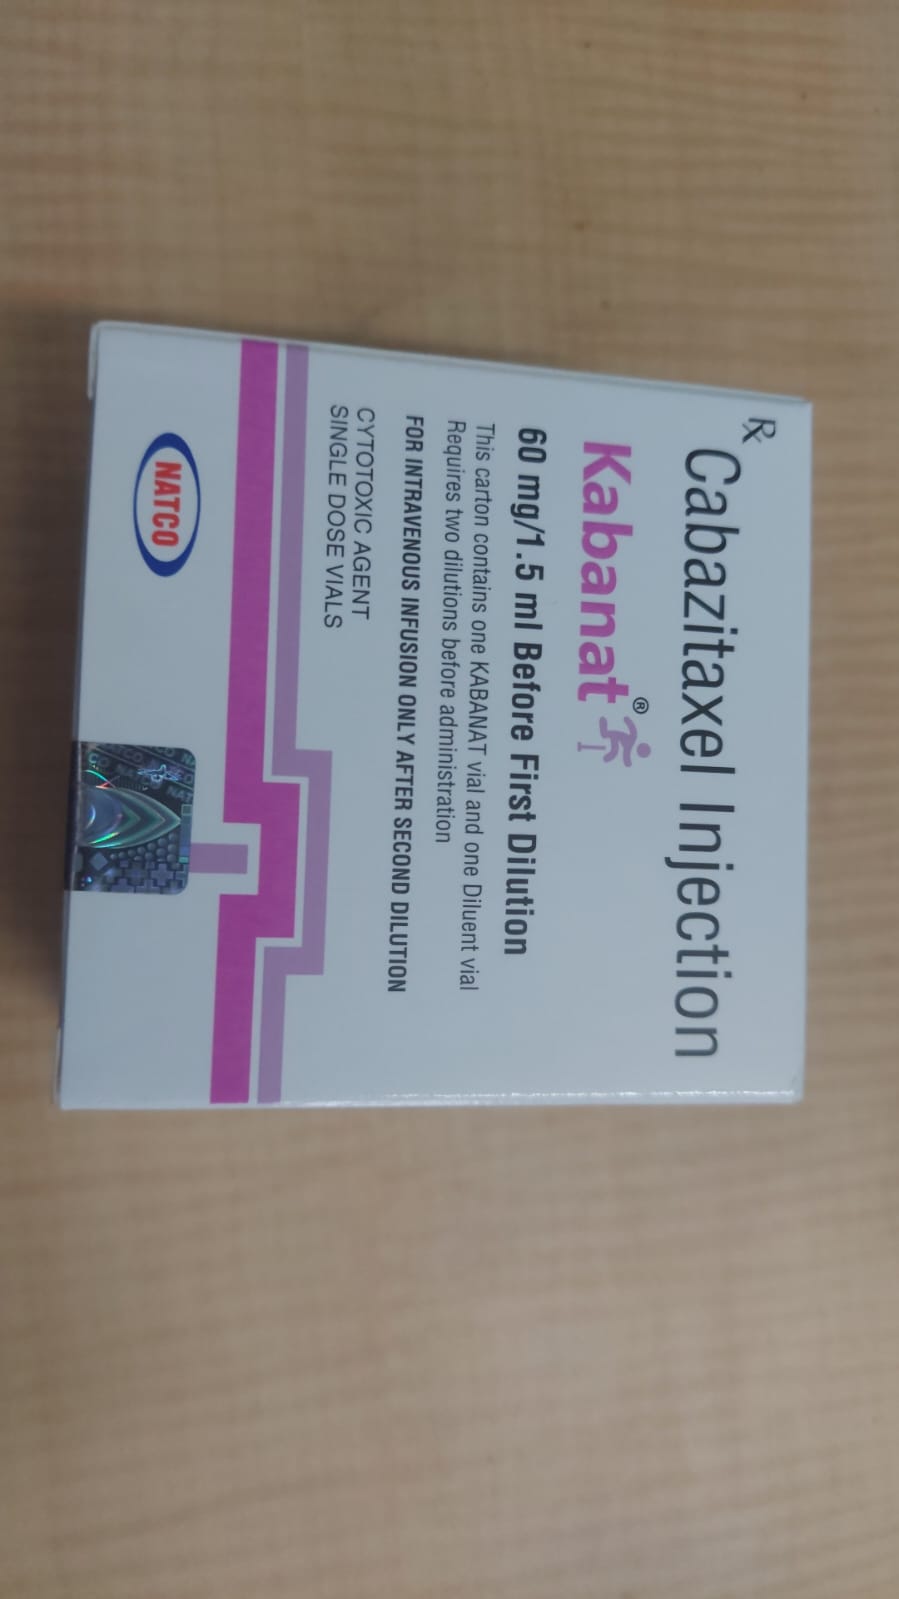 Rx
Cabazitaxel Injection
Kabanat®
60 mg/1.5 ml Before First Dilution
This carton contains one KABANAT vial and one Diluent vial
Requires two dilutions before administration
FOR INTRAVENOUS INFUSION ONLY AFTER SECOND DILUTION
CYTOTOXIC AGENT
SINGLE DOSE VIALS
NATCO